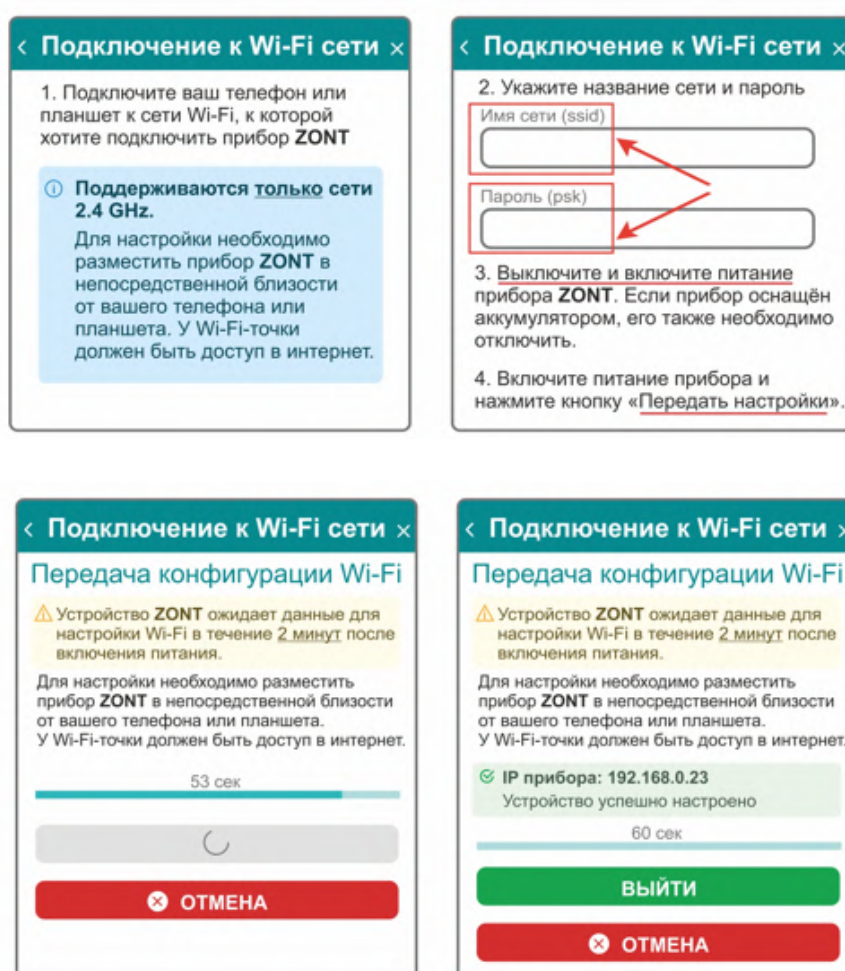 < Подключение к Wi-Fi сети ×
1. Подключите ваш телефон или
планшет к сети Wi-Fi, к которой
хотите подключить прибор ZONT
Поддерживаются только сети
2.4 GHz.
Для настройки необходимо
разместить прибор ZONT в
непосредственной близости
от вашего телефона или
планшета. У Wi-Fi-точки
должен быть доступ в интернет.
< Подключение к Wi-Fi сети ×
2. Укажите название сети и пароль
Имя сети (ssid)
Пароль (psk)
3. Выключите и включите питание
прибора ZONT. Если прибор оснащён
аккумулятором, его также необходимо
отключить.
4. Включите питание прибора и
нажмите кнопку «Передать настройки».
< Подключение к Wi-Fi сети ×
Передача конфигурации Wi-Fi
Устройство ZONT ожидает данные для
настройки Wi-Fi в течение 2 минут после
включения питания.
Для настройки необходимо разместить
прибор ZONT в непосредственной близости
от вашего телефона или планшета.
У Wi-Fi-точки должен быть доступ в интернет.
53 сек
ОТМЕНА
< Подключение к Wi-Fi сети ×
Передача конфигурации Wi-Fi
Устройство ZONT ожидает данные для
настройки Wi-Fi в течение 2 минут после
включения питания.
Для настройки необходимо разместить
прибор ZONT в непосредственной близости
от вашего телефона или планшета.
У Wi-Fi-точки должен быть доступ в интернет.
IP прибора: 192.168.0.23
Устройство успешно настроено
60 сек
ВЫЙТИ
ОТМЕНА